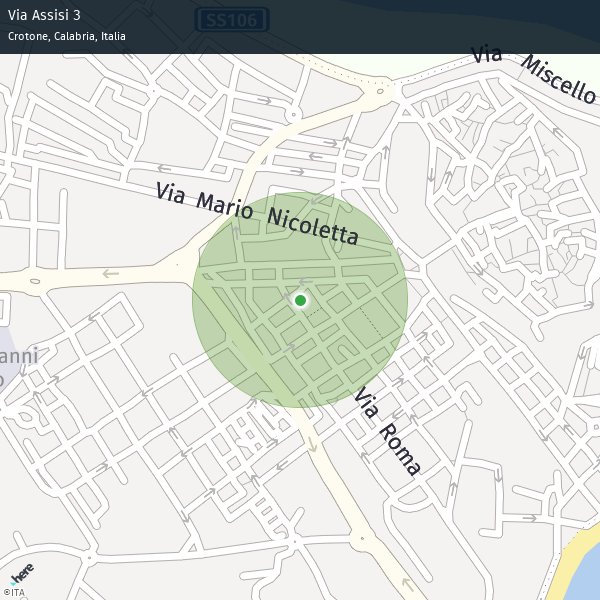 Via Assisi 3
Crotone, Calabria, Italia
SS106
Via Miscello
Via Mario Nicoletta
anni
o
Via Roma
here
©ITA